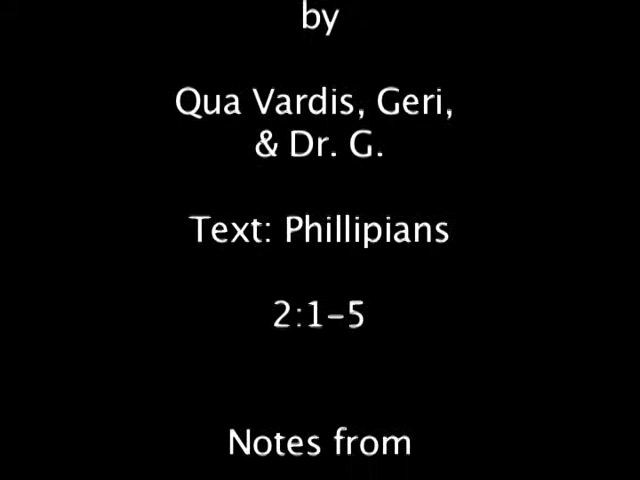 by
Qua Vardis, Geri,
& Dr. G.
Text: Phillipians
2:1-5
Notes from